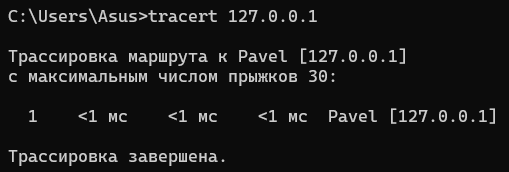 C:\Users\Asus>tracert 127.0.0.1
Трассировка маршрута к Pavel [127.0.0.1]
с максимальным числом прыжков 30:
1 <1 мс <1 мс <1 мс Pavel [127.0.0.1]
Трассировка завершена.